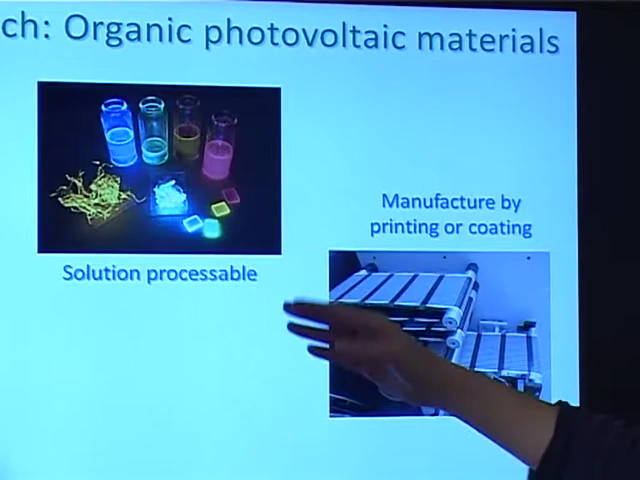 ch: Organic photovoltaic materials
Manufacture by
printing or coating
Solution processable